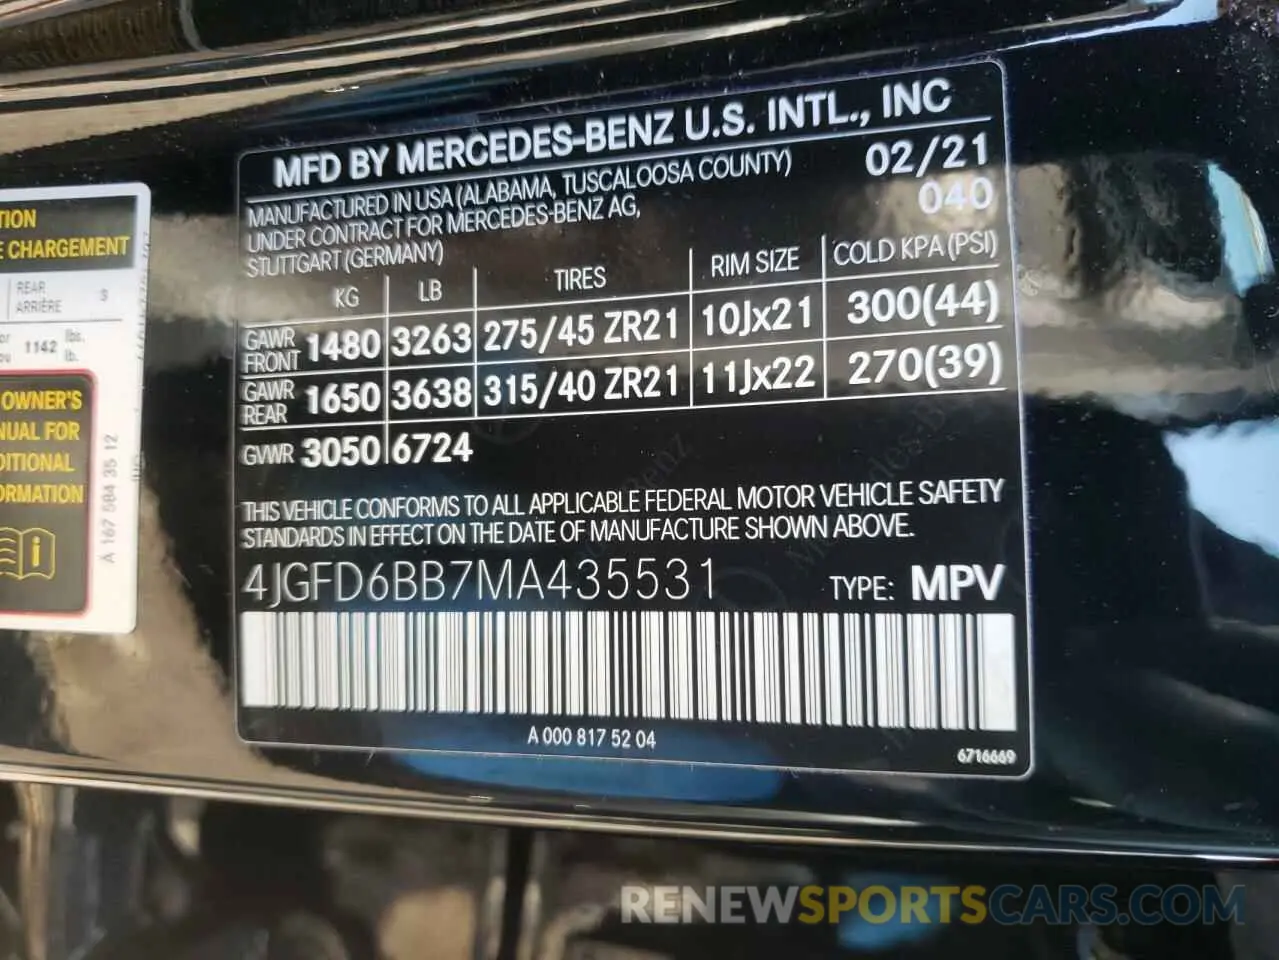 MFD BY MERCEDES-BENZ U.S. INTL., INC
MANUFACTURED IN USA (ALABAMA, TUSCALOOSA COUNTY)
UNDER CONTRACT FOR MERCEDES-BENZ AG,
STUTTGART (GERMANY)
02/21
040
KG LB TIRES RIM SIZE COLD KPA (PSI)
GAWR FRONT 1480 3263 275/45 ZR21 10Jx21 300(44)
GAWR REAR 1650 3638 315/40 ZR21 11Jx22 270(39)
GVWR 3050 6724
THIS VEHICLE CONFORMS TO ALL APPLICABLE FEDERAL MOTOR VEHICLE SAFETY
STANDARDS IN EFFECT ON THE DATE OF MANUFACTURE SHOWN ABOVE.
4JGFD6BB7MA435531 TYPE: MPV
A 000 817 52 04
6716669
CHARGEMENT
REAR
ARRIÈRE 3
1142 lbs.
lb.
OWNER'S
FOR
A 167 584 35 12
RENEWSPORTSCARS.COM